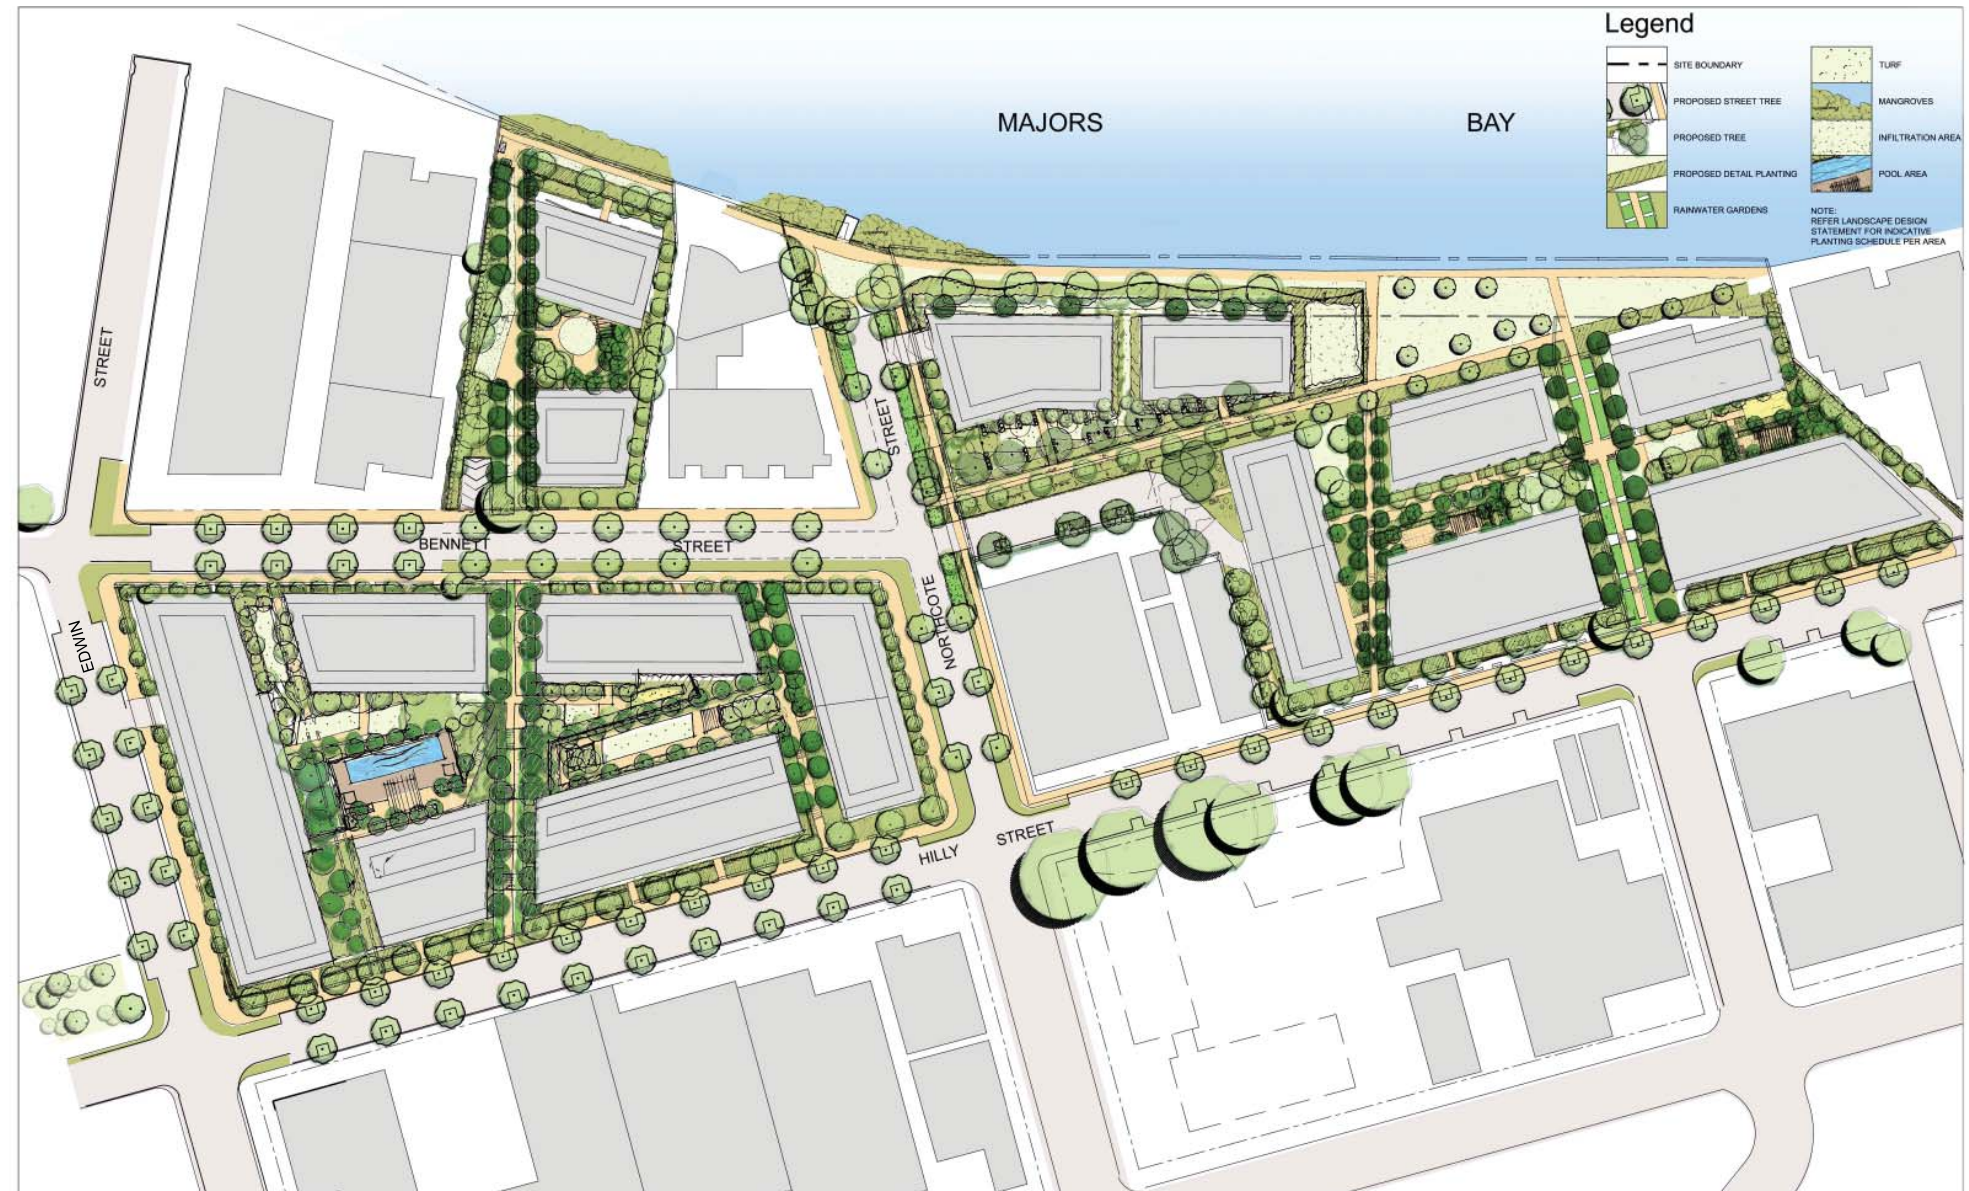 Legend
SITE BOUNDARY
PROPOSED STREET TREE
PROPOSED TREE
PROPOSED DETAIL PLANTING
RAINWATER GARDENS
TURF
MANGROVES
INFILTRATION AREA
POOL AREA
NOTE:
REFER LANDSCAPE DESIGN
STATEMENT FOR INDICATIVE
PLANTING SCHEDULE PER AREA
MAJORS BAY
STREET
STREET
BENNETT STREET
NORTHCOTE
EDWIN
HILLY STREET